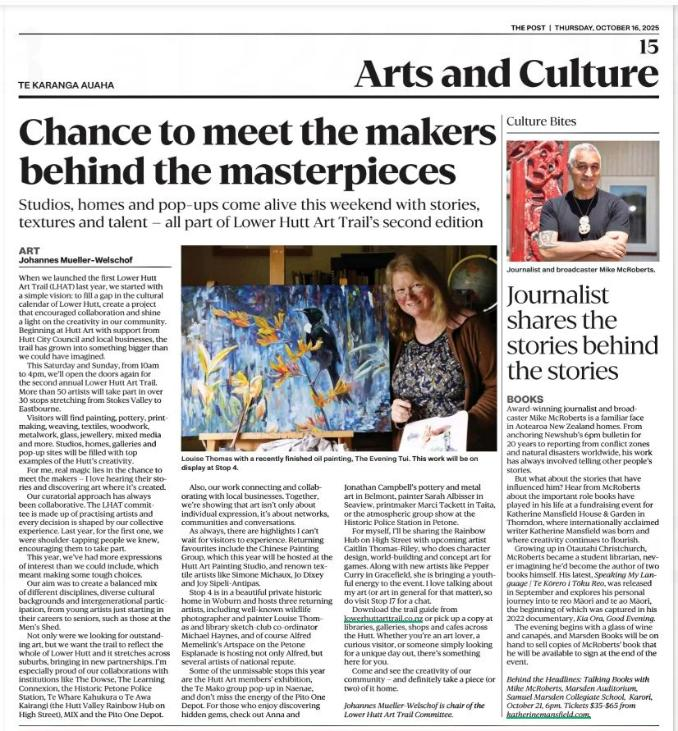 THE POST | THURSDAY, OCTOBER 16, 2025
15
TE KARANGA AUAHA
Arts and Culture
Chance to meet the makers
behind the masterpieces
Studios, homes and pop-ups come alive this weekend with stories,
textures and talent – all part of Lower Hutt Art Trail's second edition
ART
Johannes Mueller-Welschof
When we launched the first Lower Hutt
Art Trail (LHAT) last year, we started with
a simple vision: to fill a gap in the cultural
calendar of Lower Hutt, create a project
that encouraged collaboration and shine
a light on the creativity in our community.
Beginning at Hutt Art with support from
Hutt City Council and local businesses, the
trail has grown into something bigger than
we could have imagined.
This Saturday and Sunday, from 10am
to 4pm, we'll open the doors again for
the second annual Lower Hutt Art Trail.
More than 50 artists will take part in over
30 stops stretching from Stokes Valley to
Eastbourne.
Visitors will find painting, pottery, print-
making, weaving, textiles, woodwork,
metalwork, glass, jewellery, mixed media
and more. Studios, homes, galleries and
pop-up sites will be filled with top
examples of the Hutt's creativity.
For me, real magic lies in the chance to
meet the makers – I love hearing their sto-
ries and discovering art where it's created.
Our curatorial approach has always
been collaborative. The LHAT commit-
tee is made up of practising artists and
every decision is shaped by our collective
experience. Last year, for the first one, we
were shoulder-tapping people we knew,
encouraging them to take part.
This year, we've had more expressions
of interest than we could include, which
meant making some tough choices.
Our aim was to create a balanced mix
of different disciplines, diverse cultural
backgrounds and intergenerational partic-
ipation, from young artists just starting in
their careers to seniors, such as those at the
Men's Shed.
Not only were we looking for outstand-
ing art, but we want the trail to reflect the
whole of Lower Hutt and it stretches across
suburbs, bringing in new partnerships. I'm
especially proud of our collaborations with
institutions like The Dowse, The Learning
Connexion, the Historic Petone Police
Station, Te Whare Kahukura o Te Awa
Kairangi (the Hutt Valley Rainbow Hub on
High Street), MIX and the Pito One Depot.
Louise Thomas with a recently finished oil painting, The Evening Tui. This work will be on
display at Stop 4.
Also, our work connecting and collab-
orating with local businesses. Together,
we're showing that art isn't only about
individual expression, it's about networks,
communities and conversations.
As always, there are highlights I can't
wait for visitors to experience. Returning
favourites include the Chinese Painting
Group, which this year will be hosted at the
Hutt Art Painting Studio, and renown tex-
tile artists like Simone Michaux, Jo Dixey
and Joy Sipeli-Antipas.
Stop 4 is in a beautiful private historic
home in Woburn and hosts three returning
artists, including well-known wildlife
photographer and painter Louise Thom-
as and library sketch club co-ordinator
Michael Haynes, and of course Alfred
Memelink's Artspace on the Petone
Esplanade is hosting not only Alfred, but
several artists of national repute.
Some of the unmissable stops this year
are the Hutt Art members' exhibition,
the Te Mako group pop-up in Naenae,
and don't miss the energy of the Pito One
Depot. For those who enjoy discovering
hidden gems, check out Anna and
Jonathan Campbell's pottery and metal
art in Belmont, painter Sarah Albisser in
Seaview, printmaker Marci Tackett in Taita,
or the atmospheric group show at the
Historic Police Station in Petone.
For myself, I'll be sharing the Rainbow
Hub on High Street with upcoming artist
Caitlin Thomas-Riley, who does character
design, world-building and concept art for
games. Along with new artists like Pepper
Curry in Gracefield, she is bringing a youth-
ful energy to the event. I love talking about
my art (or art in general for that matter), so
do visit Stop 17 for a chat.
Download the trail guide from
lowerhuttarttrail.co.nz or pick up a copy at
libraries, galleries, shops and cafes across
the Hutt. Whether you're an art lover, a
curious visitor, or someone simply looking
for a unique day out, there's something
here for you.
Come and see the creativity of our
community – and definitely take a piece (or
two) of it home.
Johannes Mueller-Welschof is chair of the
Lower Hutt Art Trail Committee.
Culture Bites
Journalist and broadcaster Mike McRoberts.
Journalist
shares the
stories behind
the stories
BOOKS
Award-winning journalist and broad-
caster Mike McRoberts is a familiar face
in Aotearoa New Zealand homes. From
anchoring Newshub's 6pm bulletin for
20 years to reporting from conflict zones
and natural disasters worldwide, his work
has always involved telling other people's
stories.
But what about the stories that have
influenced him? Hear from McRoberts
about the important role books have
played in his life at a fundraising event for
Katherine Mansfield House & Garden in
Thorndon, where internationally acclaimed
writer Katherine Mansfield was born and
where creativity continues to flourish.
Growing up in Ōtautahi Christchurch,
McRoberts became a student librarian, nev-
er imagining he'd become the author of two
books himself. His latest, Speaking My Lan-
guage | Te Kōrero i Tōku Reo, was released
in September and explores his personal
journey into te reo Māori and te ao Māori,
the beginning of which was captured in his
2022 documentary, Kia Ora, Good Evening.
The evening begins with a glass of wine
and canapés, and Marsden Books will be on
hand to sell copies of McRoberts' book that
he will be available to sign at the end of the
event.
Behind the Headlines: Talking Books with
Mike McRoberts, Marsden Auditorium,
Samuel Marsden Collegiate School, Karori,
October 21, 6pm. Tickets $35-$65 from
katherinemansfield.com.